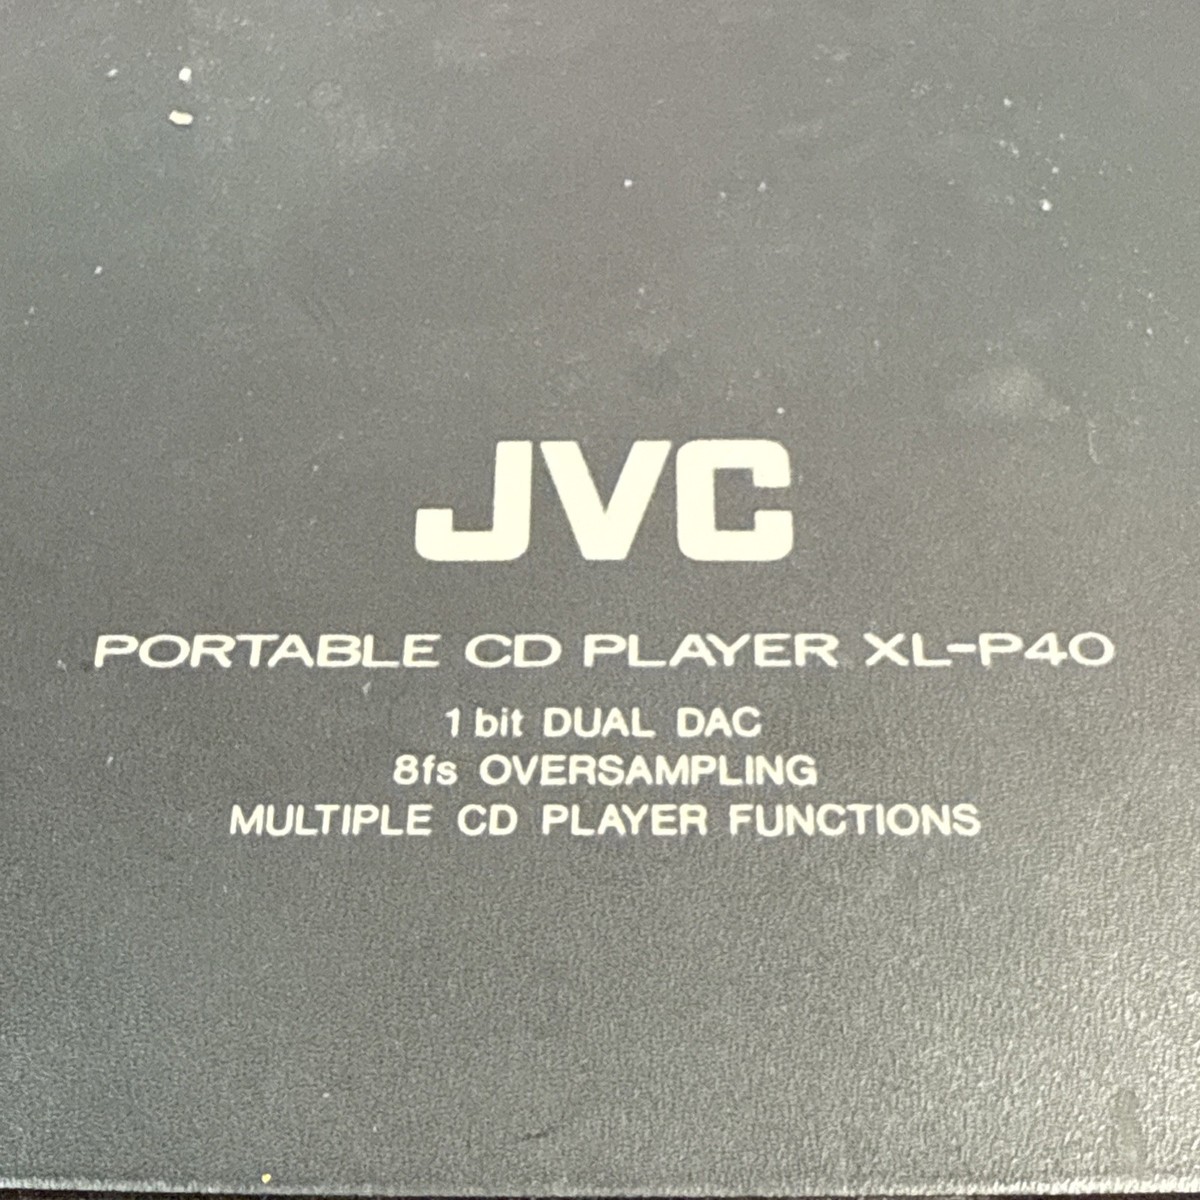 JVC
PORTABLE CD PLAYER XL-P40
1 bit DUAL DAC
8fs OVERSAMPLING
MULTIPLE CD PLAYER FUNCTIONS